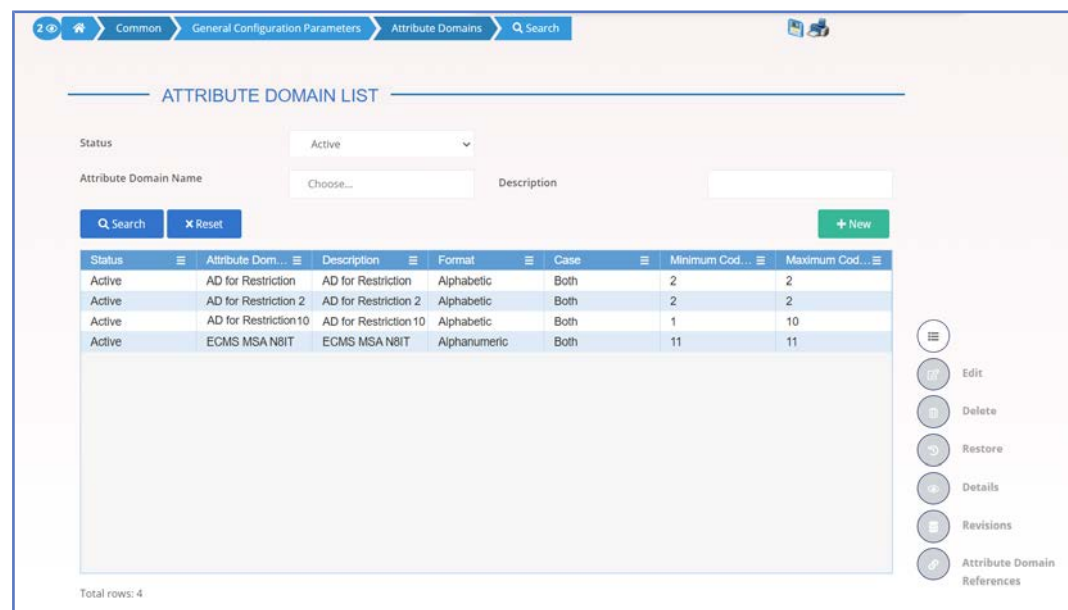 2 Common General Configuration Parameters Attribute Domains Search
ATTRIBUTE DOMAIN LIST
Status Active
Attribute Domain Name Choose... Description
Search Reset New
Status Attribute Dom... Description Format Case Minimum Cod... Maximum Cod...
Active AD for Restriction AD for Restriction Alphabetic Both 2 2
Active AD for Restriction 2 AD for Restriction 2 Alphabetic Both 2 2
Active AD for Restriction10 AD for Restriction10 Alphabetic Both 1 10
Active ECMS MSA N8IT ECMS MSA N8IT Alphanumeric Both 11 11
Edit
Delete
Restore
Details
Revisions
Attribute Domain
References
Total rows: 4